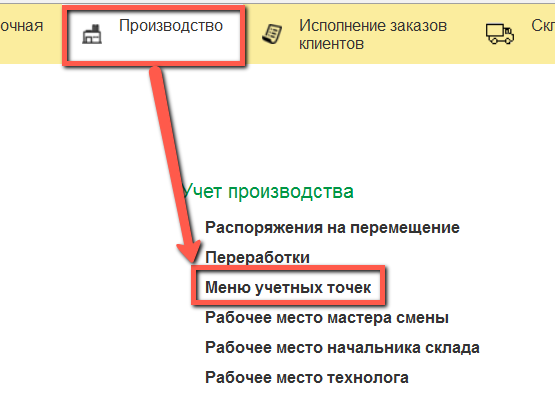 очная
Производство
Исполнение заказов
клиентов
Скл
Учет производства
Распоряжения на перемещение
Переработки
Меню учетных точек
Рабочее место мастера смены
Рабочее место начальника склада
Рабочее место технолога